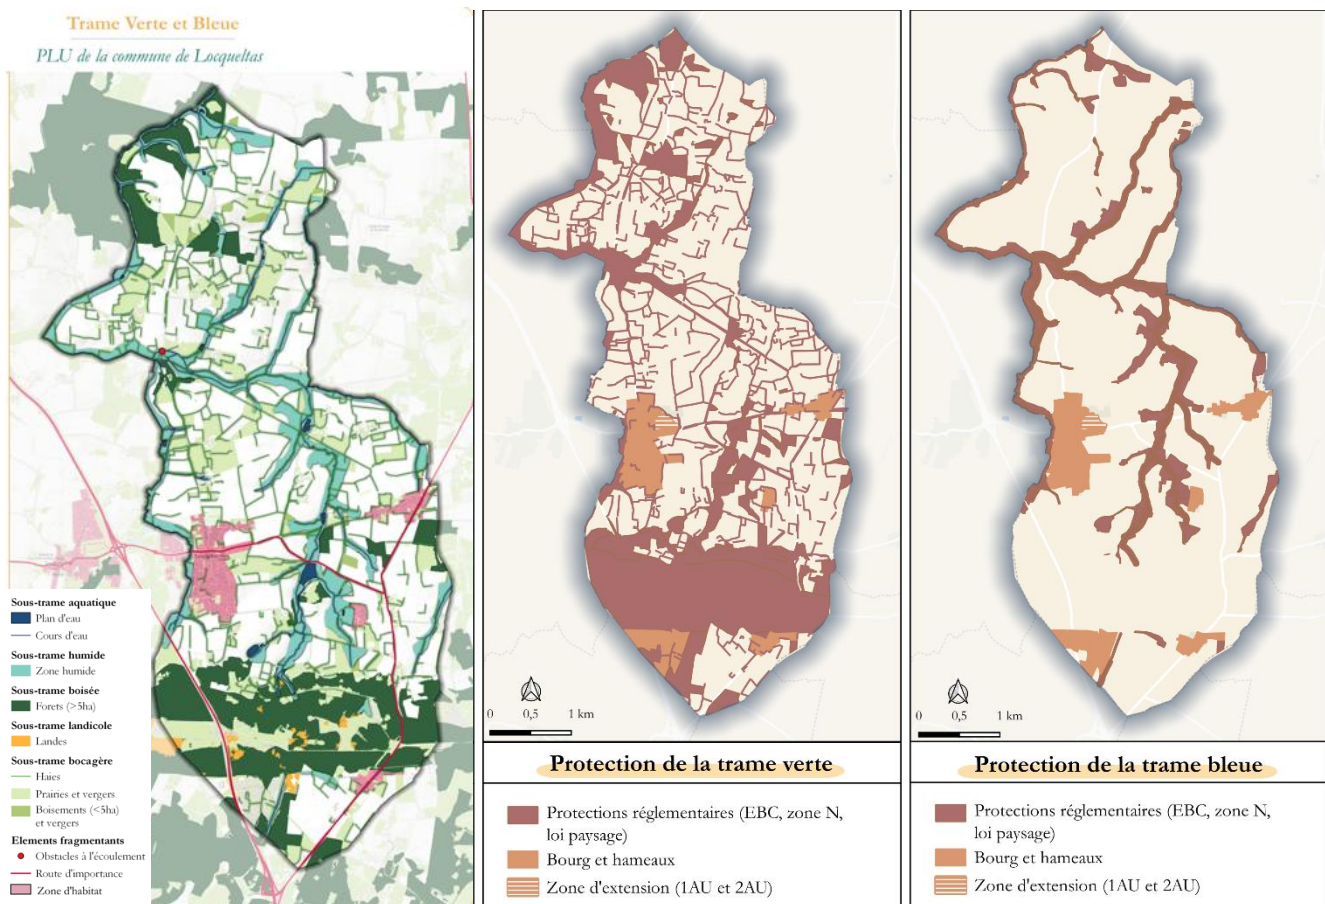 Trame Verte et Bleue
PLU de la commune de Locqueltas
Sous-trame aquatique
Plan d'eau
Cours d'eau
Sous-trame humide
Zone humide
Sous-trame boisée
Forets (>5ha)
Sous-trame landicole
Landes
Sous-trame bocagère
Haies
Prairies et vergers
Boisements (<5ha)
et vergers
Elements fragmentants
Obstacles à l'écoulement
Route d'importance
Zone d'habitat
0 0,5 1 km
Protection de la trame verte
Protections réglementaires (EBC, zone N,
loi paysage)
Bourg et hameaux
Zone d'extension (1AU et 2AU)
0 0,5 1 km
Protection de la trame bleue
Protections réglementaires (EBC, zone N,
loi paysage)
Bourg et hameaux
Zone d'extension (1AU et 2AU)